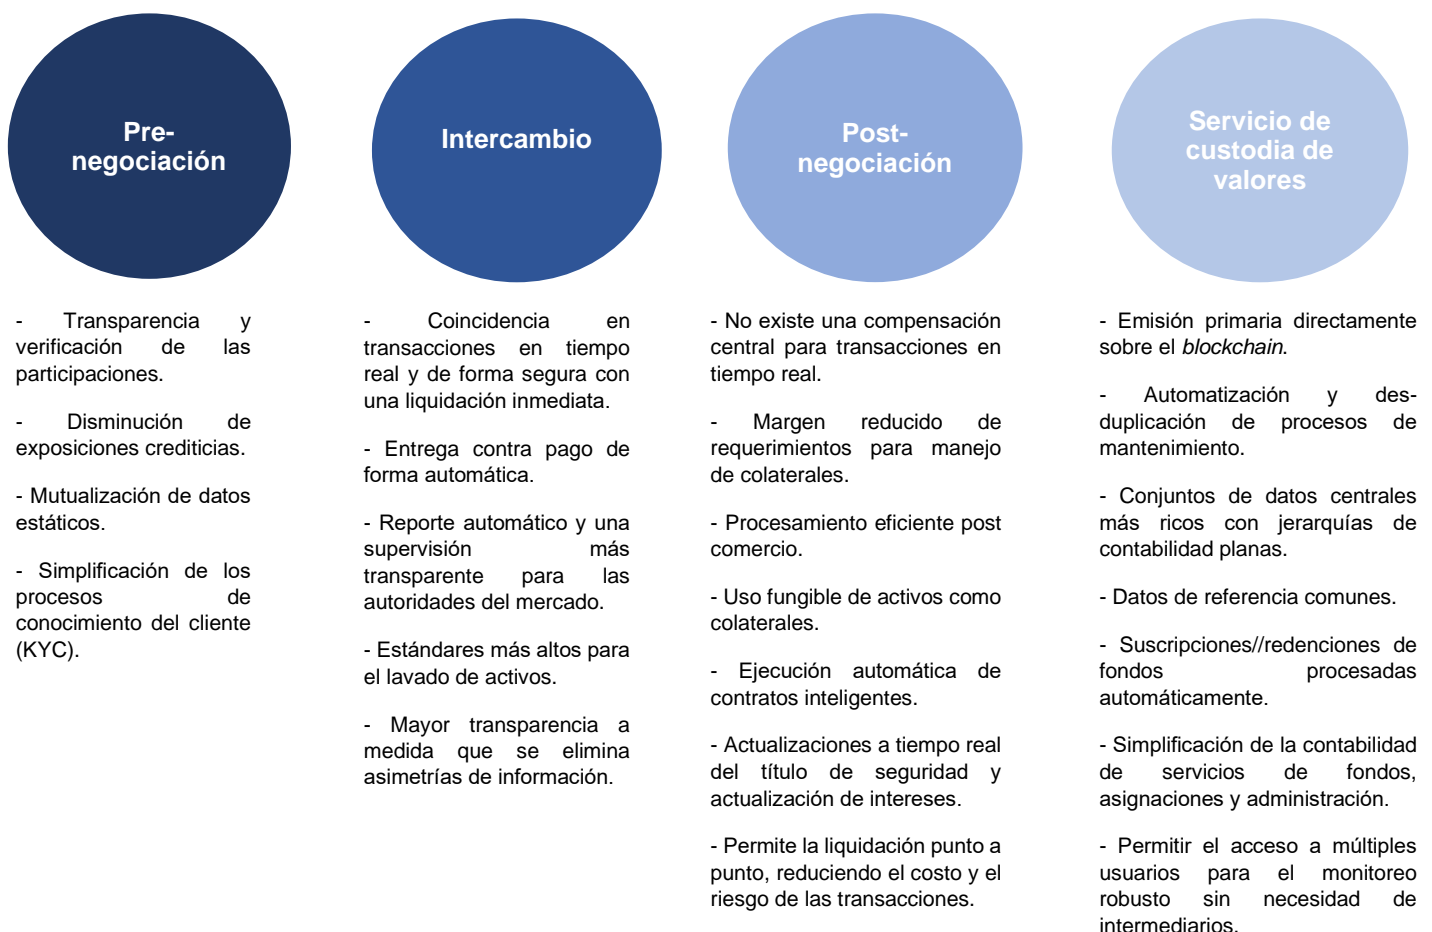 Pre-
negociación
Intercambio
Post-
negociación
Servicio de
custodia de
valores
- Transparencia y
verificación de las
participaciones.
- Disminución de
exposiciones crediticias.
- Mutualización de datos
estáticos.
- Simplificación de los
procesos de
conocimiento del cliente
(KYC).
- Coincidencia en
transacciones en tiempo
real y de forma segura con
una liquidación inmediata.
- Entrega contra pago de
forma automática.
- Reporte automático y una
supervisión más
transparente para las
autoridades del mercado.
- Estándares más altos para
el lavado de activos.
- Mayor transparencia a
medida que se elimina
asimetrías de información.
- No existe una compensación
central para transacciones en
tiempo real.
- Margen reducido de
requerimientos para manejo
de colaterales.
- Procesamiento eficiente post
comercio.
- Uso fungible de activos como
colaterales.
- Ejecución automática de
contratos inteligentes.
- Actualizaciones a tiempo real
del título de seguridad y
actualización de intereses.
- Permite la liquidación punto a
punto, reduciendo el costo y el
riesgo de las transacciones.
- Emisión primaria directamente
sobre el blockchain.
- Automatización y des-
duplicación de procesos de
mantenimiento.
- Conjuntos de datos centrales
más ricos con jerarquías de
contabilidad planas.
- Datos de referencia comunes.
- Suscripciones//redenciones de
fondos procesadas
automáticamente.
- Simplificación de la contabilidad
de servicios de fondos,
asignaciones y administración.
- Permitir el acceso a múltiples
usuarios para el monitoreo
robusto sin necesidad de
intermediarios.